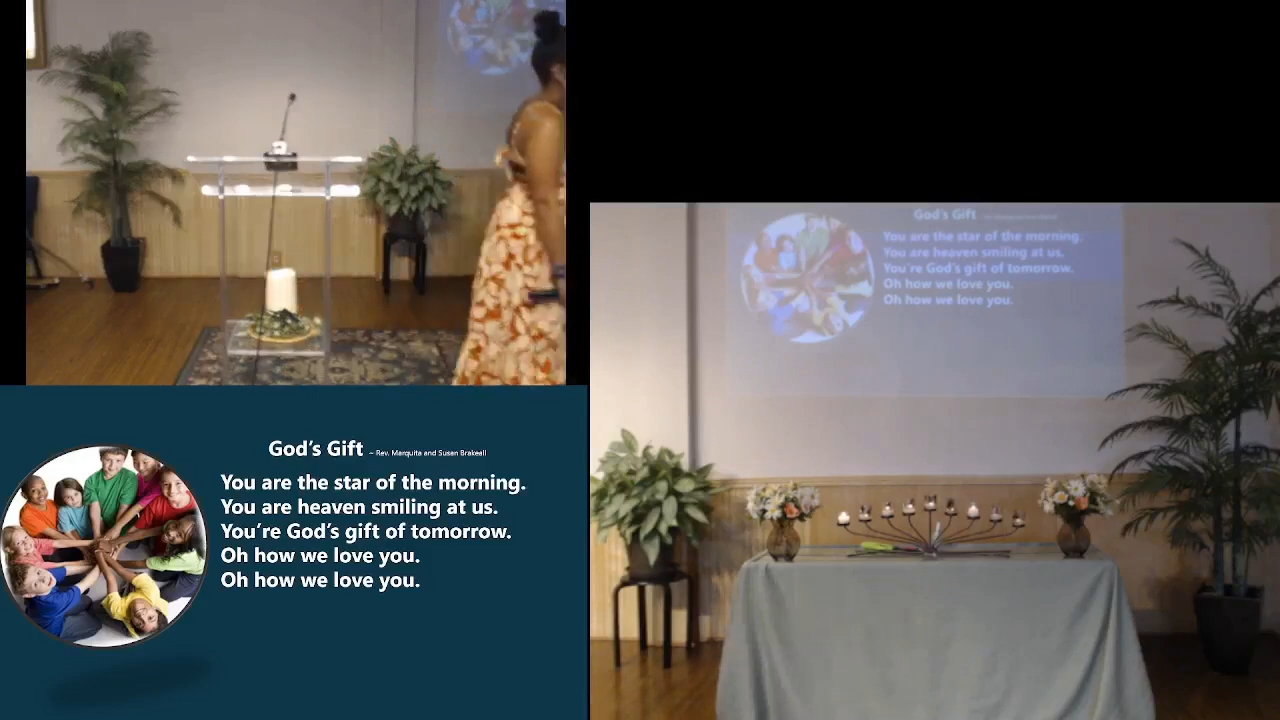 God's Gift
You are the star of the morning.
You are heaven smiling at us.
You're God's gift of tomorrow.
Oh how we love you.
Oh how we love you.
God's Gift ~ Rev. Marquita and Susan Brakeall
You are the star of the morning.
You are heaven smiling at us.
You’re God’s gift of tomorrow.
Oh how we love you.
Oh how we love you.